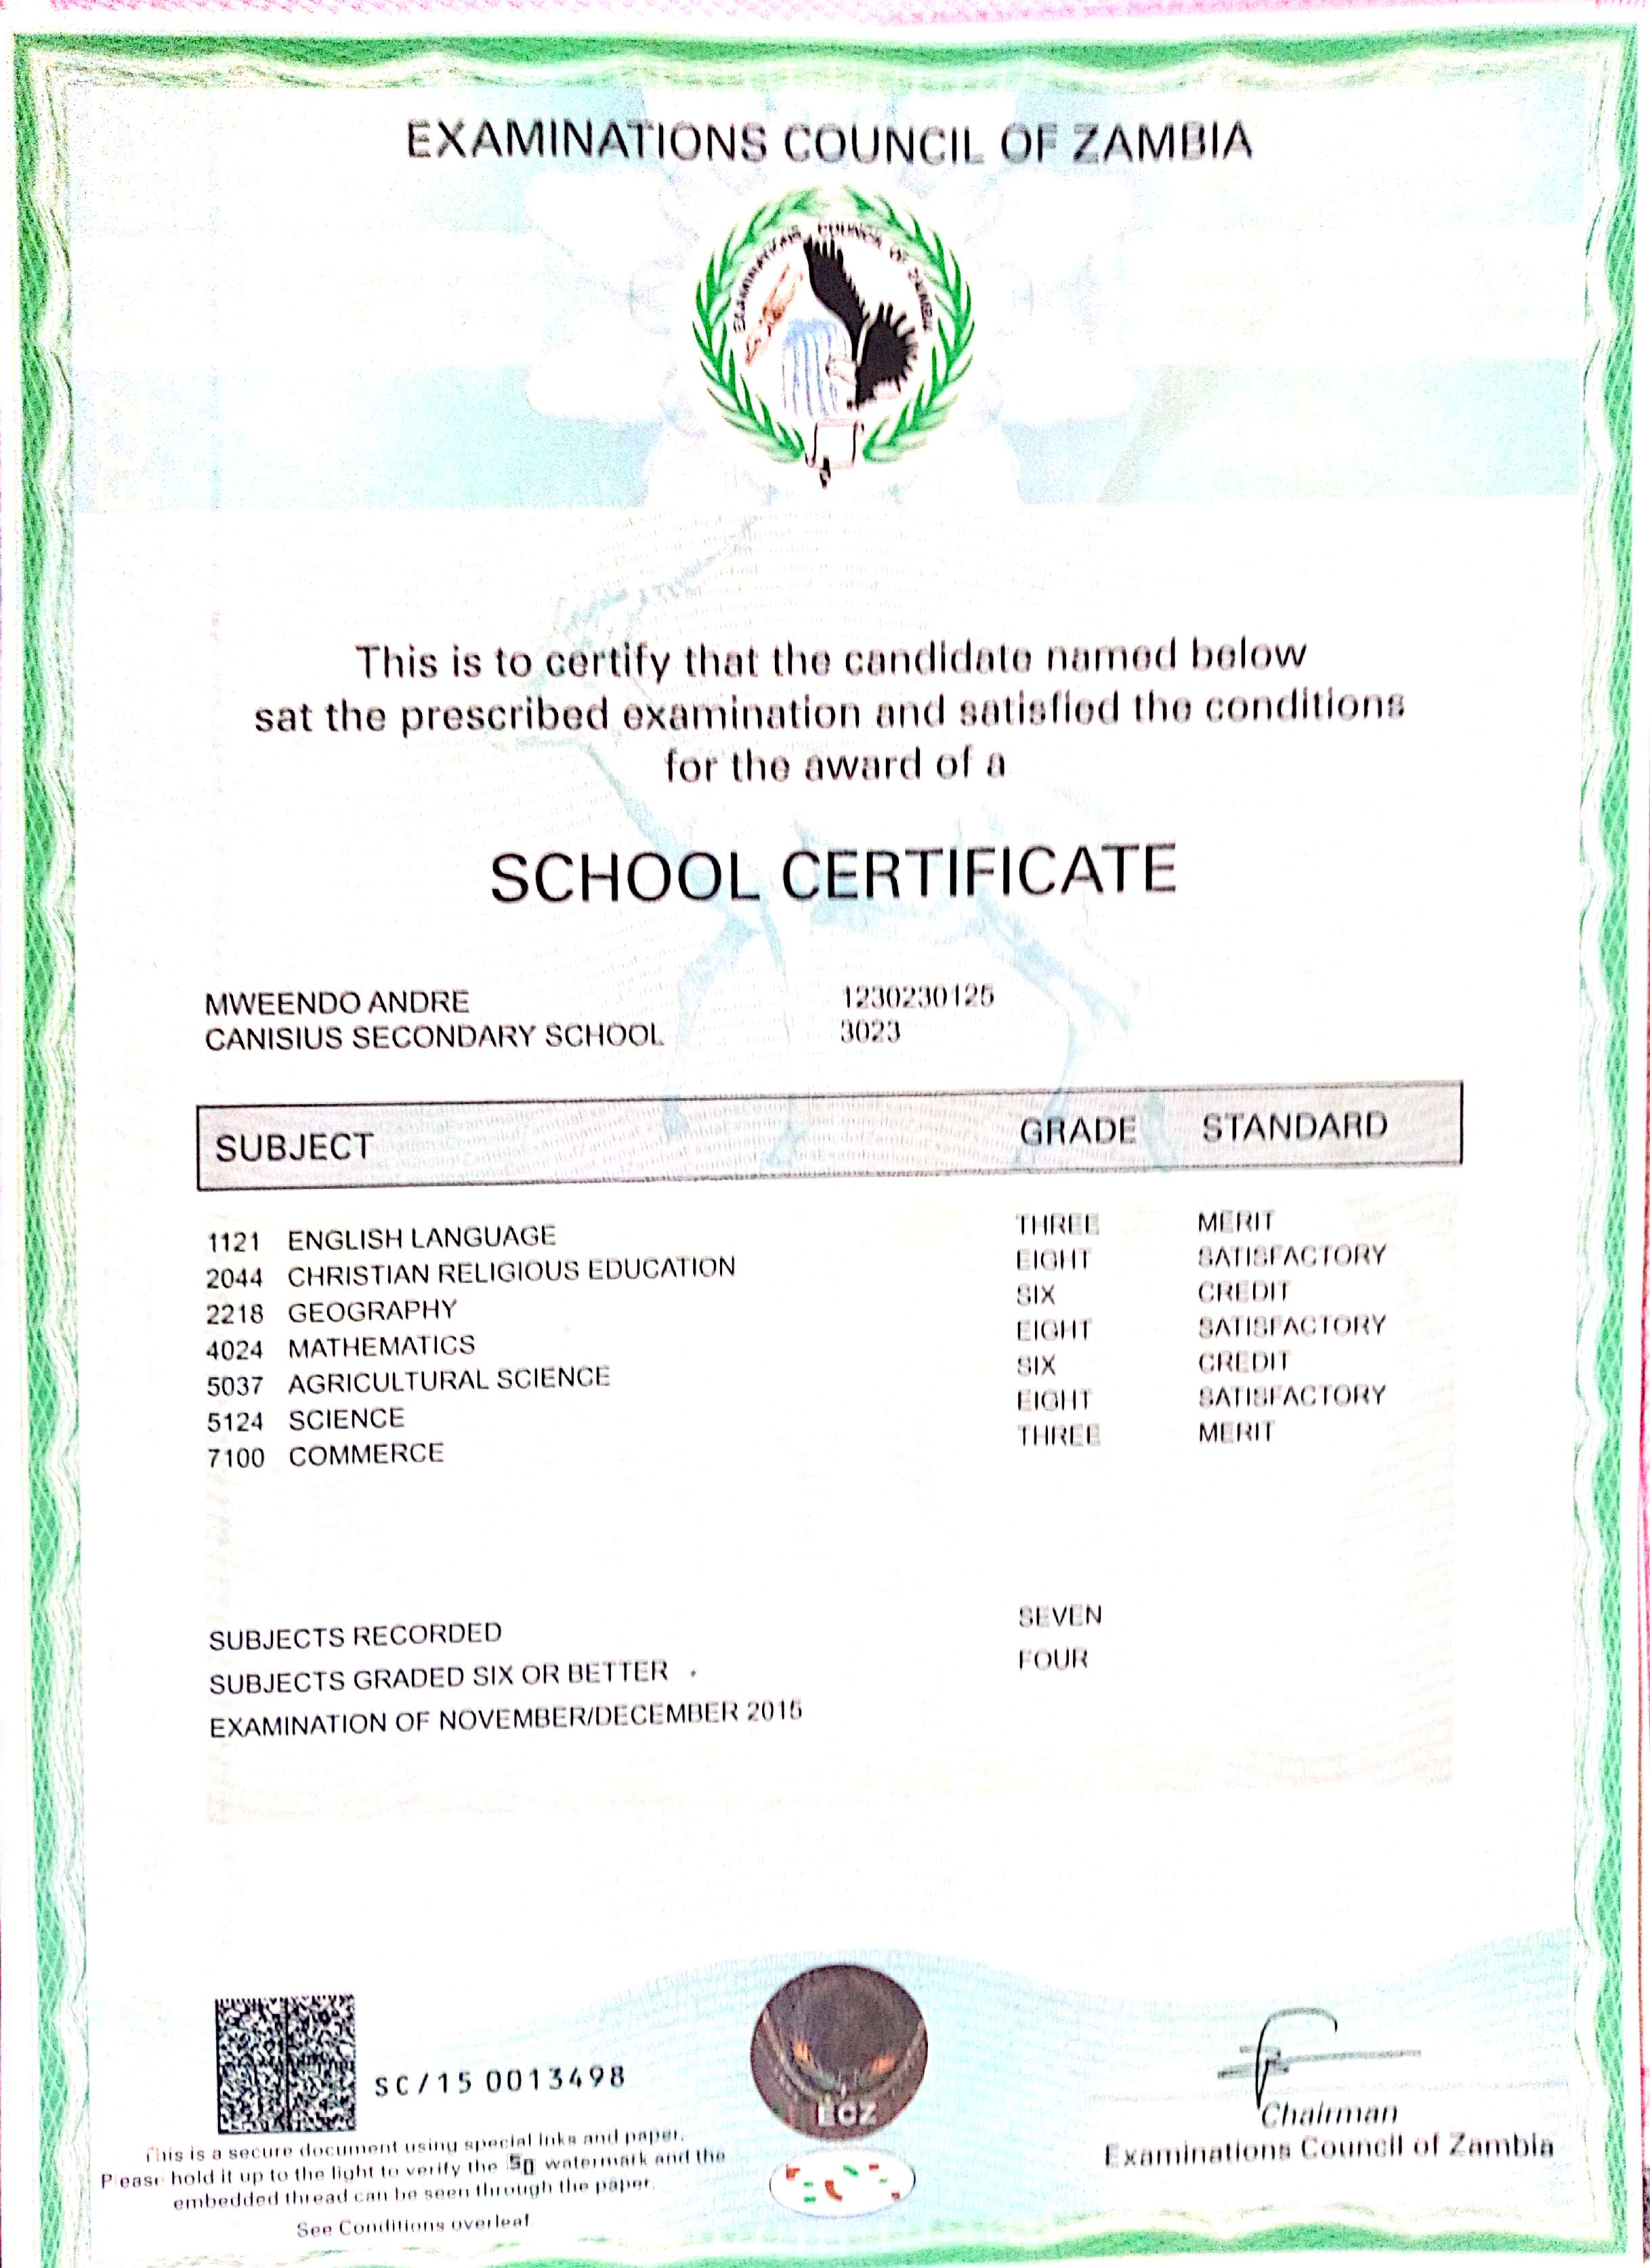 EXAMINATIONS COUNCIL OF ZAMBIA
EXAMINATIONS COUNCIL OF ZAMBIA
This is to certify that the candidate named below
sat the prescribed examination and satisfied the conditions
for the award of a
SCHOOL CERTIFICATE
MWEENDO ANDRE 1230230125
CANISIUS SECONDARY SCHOOL 3023
SUBJECT GRADE STANDARD
1121 ENGLISH LANGUAGE THREE MERIT
2044 CHRISTIAN RELIGIOUS EDUCATION EIGHT SATISFACTORY
2218 GEOGRAPHY SIX CREDIT
4024 MATHEMATICS EIGHT SATISFACTORY
5037 AGRICULTURAL SCIENCE SIX CREDIT
5124 SCIENCE EIGHT SATISFACTORY
7100 COMMERCE THREE MERIT
SUBJECTS RECORDED SEVEN
SUBJECTS GRADED SIX OR BETTER FOUR
EXAMINATION OF NOVEMBER/DECEMBER 2015
SC/15 0013498
ECZ
Chairman
Examinations Council of Zambia
This is a secure document using special inks and paper.
Please hold it up to the light to verify the watermark and the
embedded thread can be seen through the paper.
See Conditions overleaf